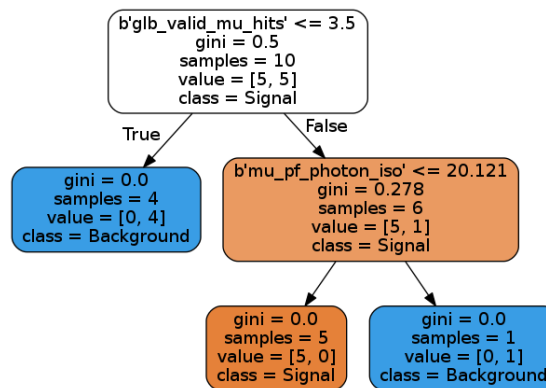 b'glb_valid_mu_hits' <= 3.5
gini = 0.5
samples = 10
value = [5, 5]
class = Signal
True
False
gini = 0.0
samples = 4
value = [0, 4]
class = Background
b'mu_pf_photon_iso' <= 20.121
gini = 0.278
samples = 6
value = [5, 1]
class = Signal
gini = 0.0
samples = 5
value = [5, 0]
class = Signal
gini = 0.0
samples = 1
value = [0, 1]
class = Background